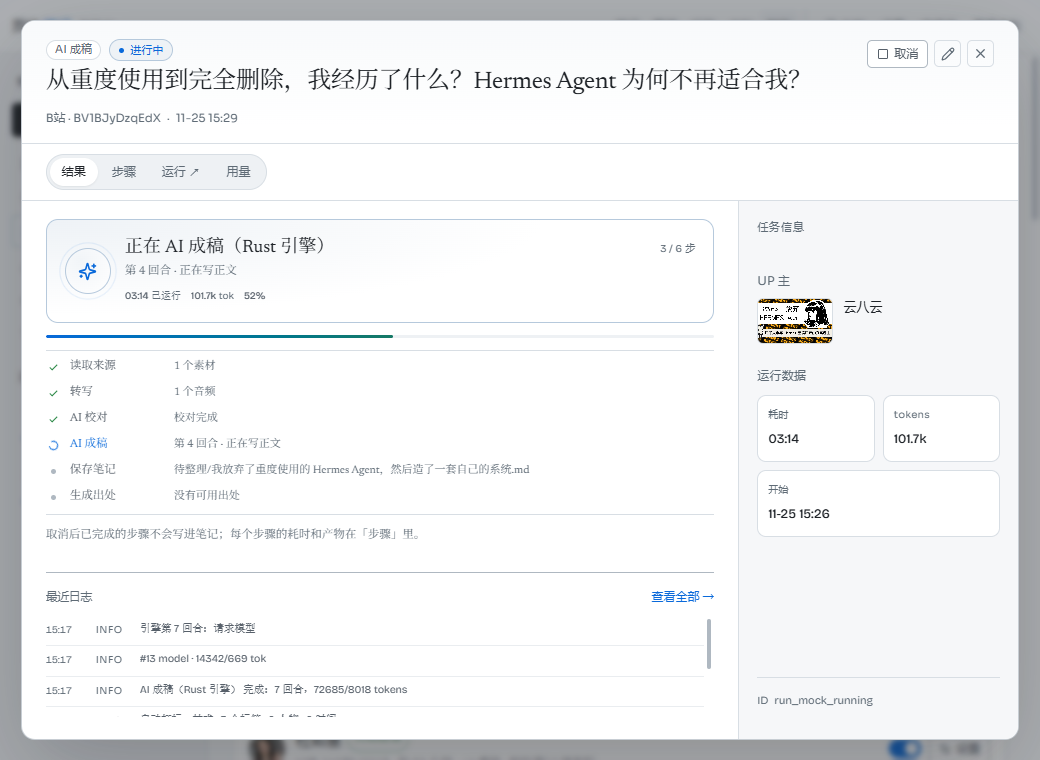 AI 成稿
进行中
取消
从重度使用到完全删除，我经历了什么？Hermes Agent 为何不再适合我？
B站 · BV1BJyDzqEdX · 11-25 15:29
结果 步骤 运行 ↗ 用量
正在 AI 成稿（Rust 引擎）
3 / 6 步
第 4 回合 · 正在写正文
03:14 已运行 101.7k tok 52%
读取来源 1 个素材
转写 1 个音频
AI 校对 校对完成
AI 成稿 第 4 回合 · 正在写正文
保存笔记 待整理/我放弃了重度使用的 Hermes Agent，然后造了一套自己的系统.md
生成出处 没有可用出处
取消后已完成的步骤不会写进笔记；每个步骤的耗时和产物在「步骤」里。
最近日志
查看全部 →
15:17 INFO 引擎第 7 回合：请求模型
15:17 INFO #13 model · 14342/669 tok
15:17 INFO AI 成稿（Rust 引擎） 完成：7 回合，72685/8018 tokens
任务信息
UP 主
云八云
运行数据
耗时
03:14
tokens
101.7k
开始
11-25 15:26
ID run_mock_running